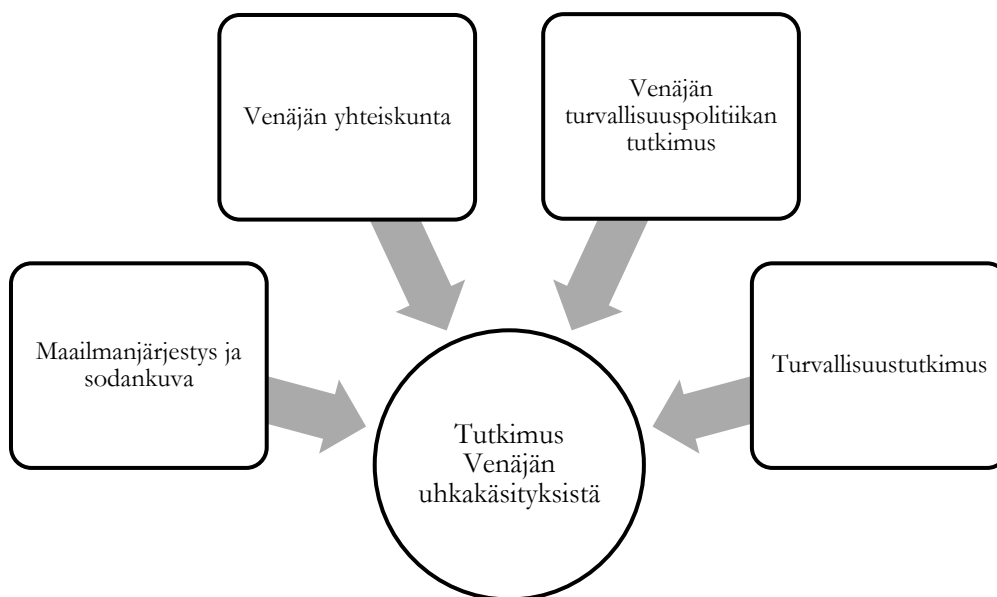 Venäjän yhteiskunta
Venäjän
turvallisuuspolitiikan
tutkimus
Maailmanjärjestys ja
sodankuva
Turvallisuustutkimus
Tutkimus
Venäjän
uhkakäsityksistä